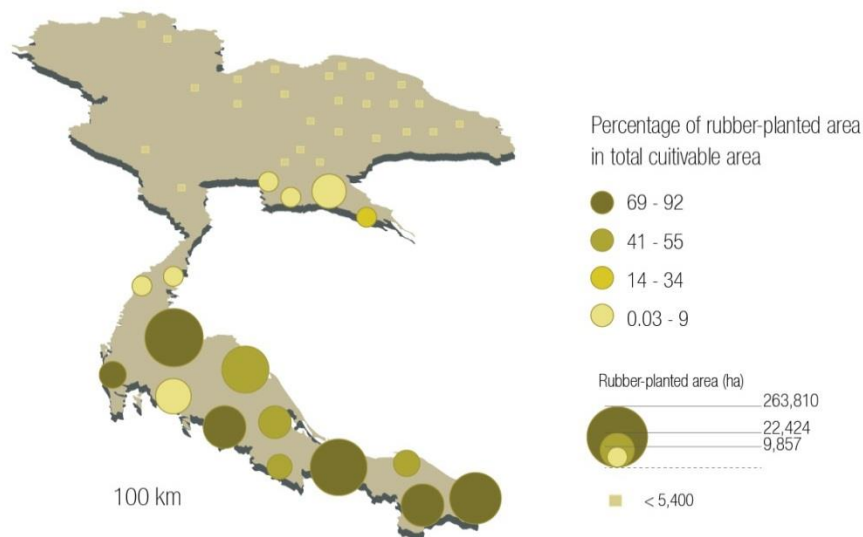 Percentage of rubber-planted area
in total cuitivable area
69 - 92
41 - 55
14 - 34
0.03 - 9
Rubber-planted area (ha)
263,810
22,424
9,857
< 5,400
100 km